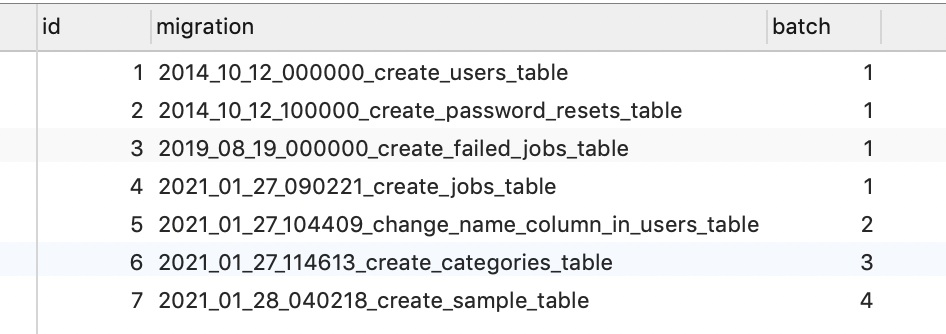 id migration batch
1 2014_10_12_000000_create_users_table 1
2 2014_10_12_100000_create_password_resets_table 1
3 2019_08_19_000000_create_failed_jobs_table 1
4 2021_01_27_090221_create_jobs_table 1
5 2021_01_27_104409_change_name_column_in_users_table 2
6 2021_01_27_114613_create_categories_table 3
7 2021_01_28_040218_create_sample_table 4